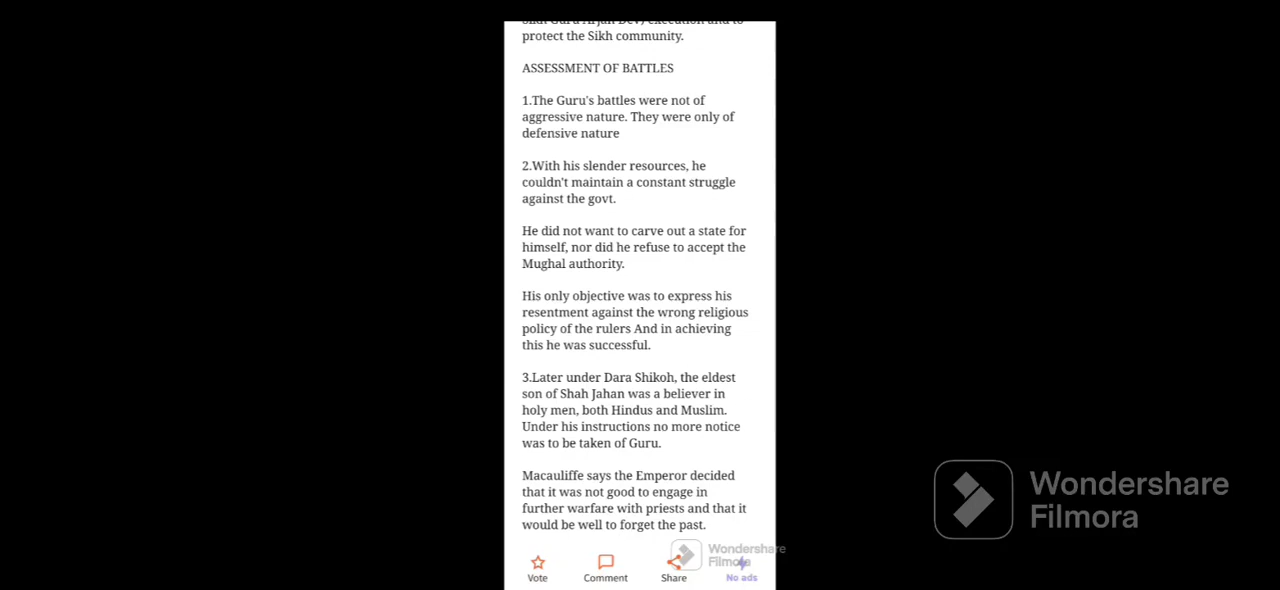 protect the Sikh community.
ASSESSMENT OF BATTLES
1.The Guru's battles were not of
aggressive nature. They were only of
defensive nature
2.With his slender resources, he
couldn't maintain a constant struggle
against the govt.
He did not want to carve out a state for
himself, nor did he refuse to accept the
Mughal authority.
His only objective was to express his
resentment against the wrong religious
policy of the rulers And in achieving
this he was successful.
3.Later under Dara Shikoh, the eldest
son of Shah Jahan was a believer in
holy men, both Hindus and Muslim.
Under his instructions no more notice
was to be taken of Guru.
Macauliffe says the Emperor decided
that it was not good to engage in
further warfare with priests and that it
would be well to forget the past.
Vote
Comment
Share
No ads
Wondershare
Filmora
Wondershare
Filmora